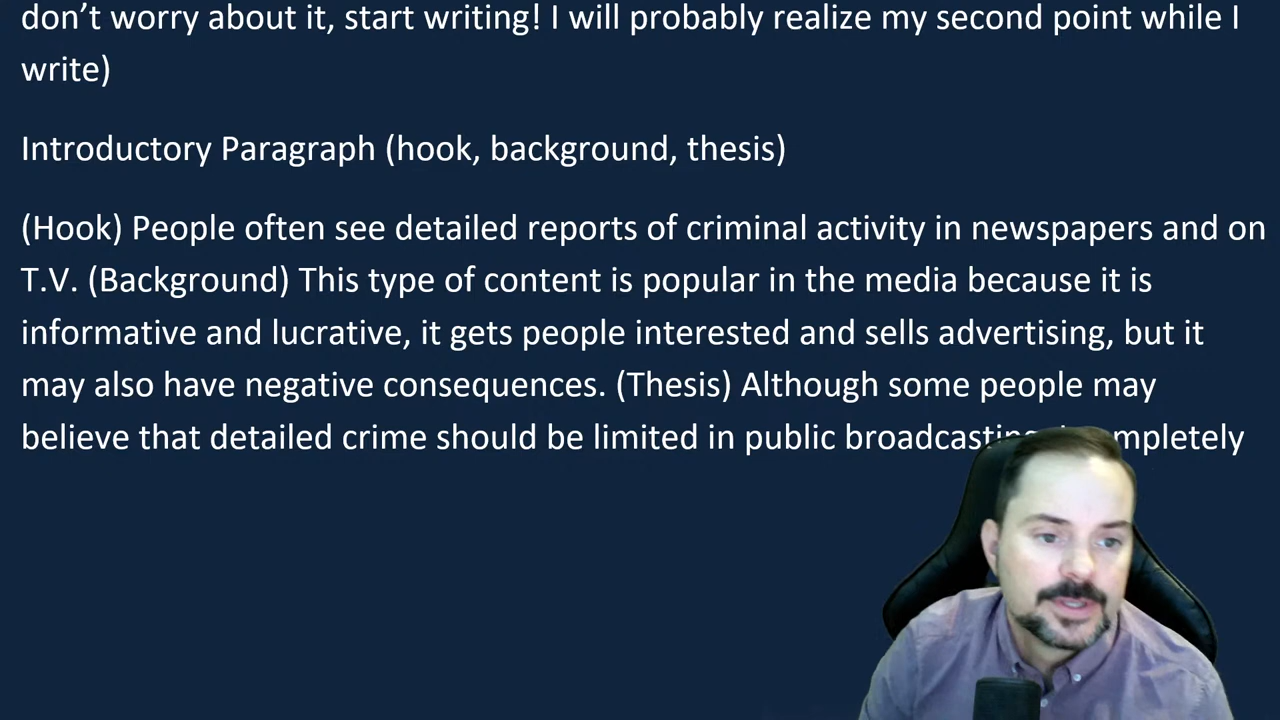 don’t worry about it, start writing! I will probably realize my second point while I
write)
Introductory Paragraph (hook, background, thesis)
(Hook) People often see detailed reports of criminal activity in newspapers and on
T.V. (Background) This type of content is popular in the media because it is
informative and lucrative, it gets people interested and sells advertising, but it
may also have negative consequences. (Thesis) Although some people may
believe that detailed crime should be limited in public